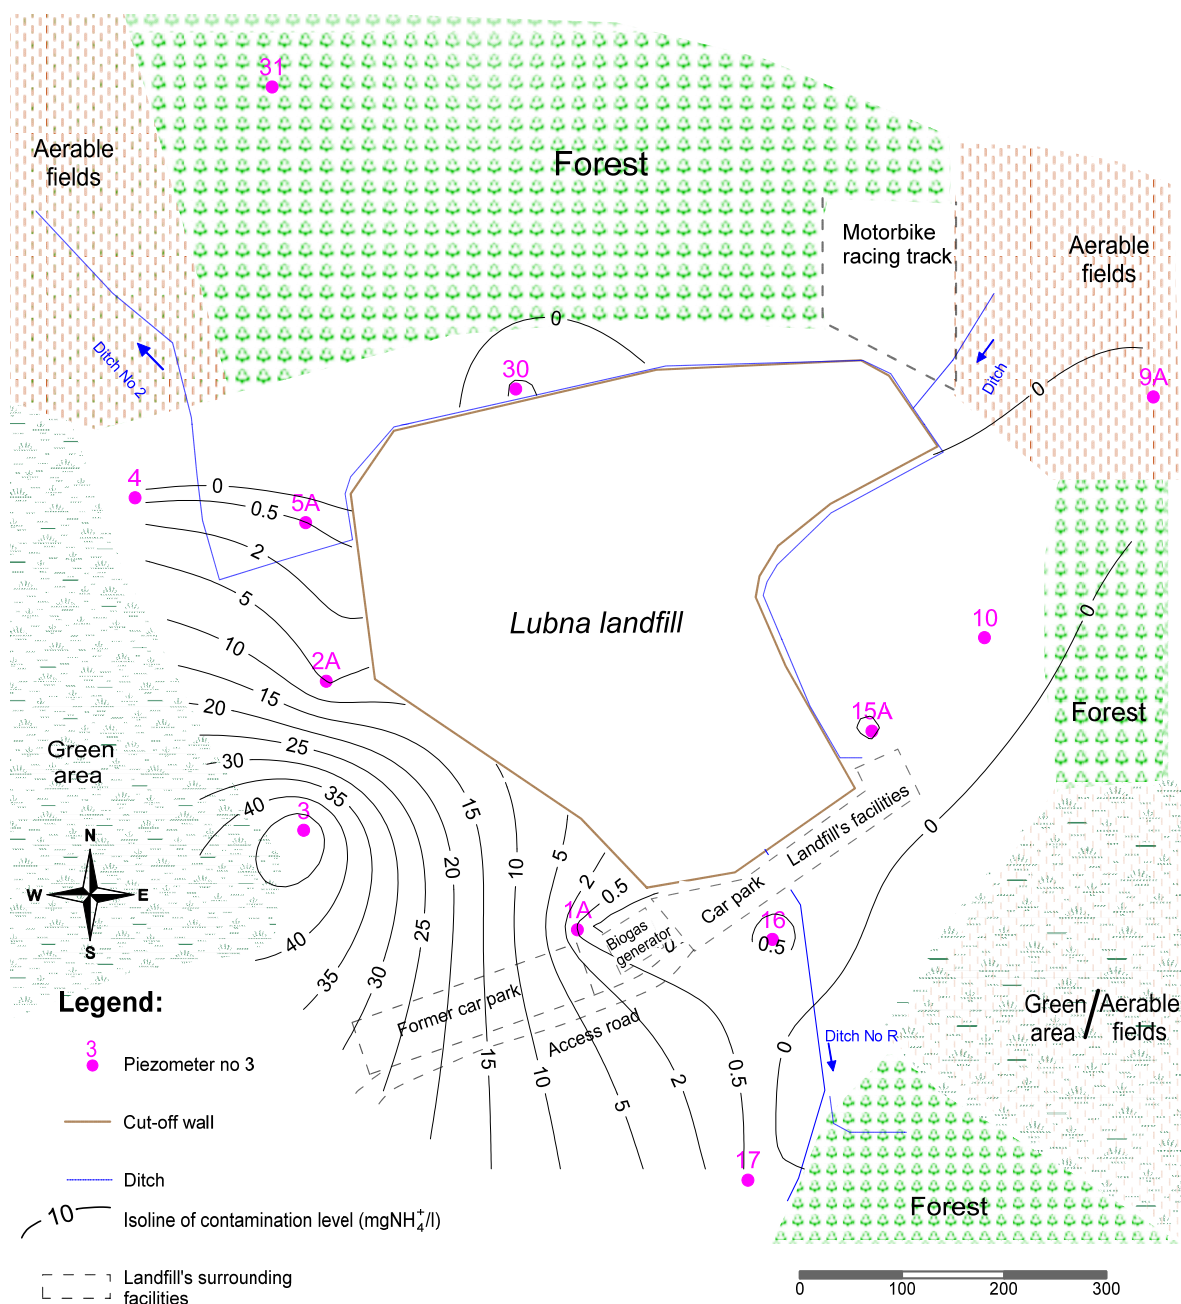 31
Forest
Aerable
fields
Motorbike
racing track
Aerable
fields
0
Ditch No 2
30
Ditch
0
9A
4
0
5A
0.5
2
5
Lubna landfill
10
0
10
2A
15
20
15A
Forest
25
Green
area
30
40
35
3
15
0
Landfill's facilities
N
W
E
S
20
10
5
2
0.5
1A
Car park
16
0.5
Biogas
generator
25
40
35
30
Former car park
Access road
Green
area
/
Aerable
fields
Ditch No R
0
15
10
5
2
0.5
17
Forest
Legend:
3
Piezometer no 3
Cut-off wall
Ditch
10
Isoline of contamination level (mgNH4+/l)
Landfill's surrounding
facilities
0 100 200 300